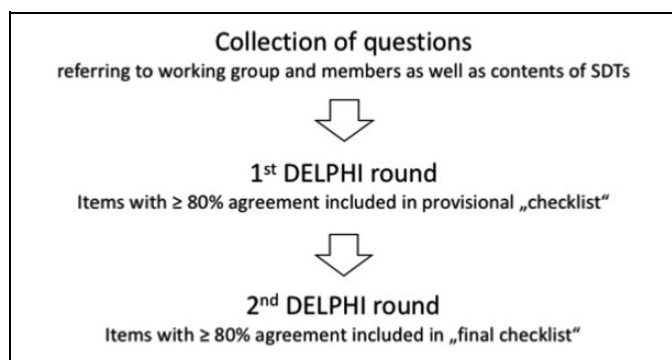 Collection of questions
referring to working group and members as well as contents of SDTs
1st DELPHI round
Items with ≥ 80% agreement included in provisional „checklist“
2nd DELPHI round
Items with ≥ 80% agreement included in „final checklist“